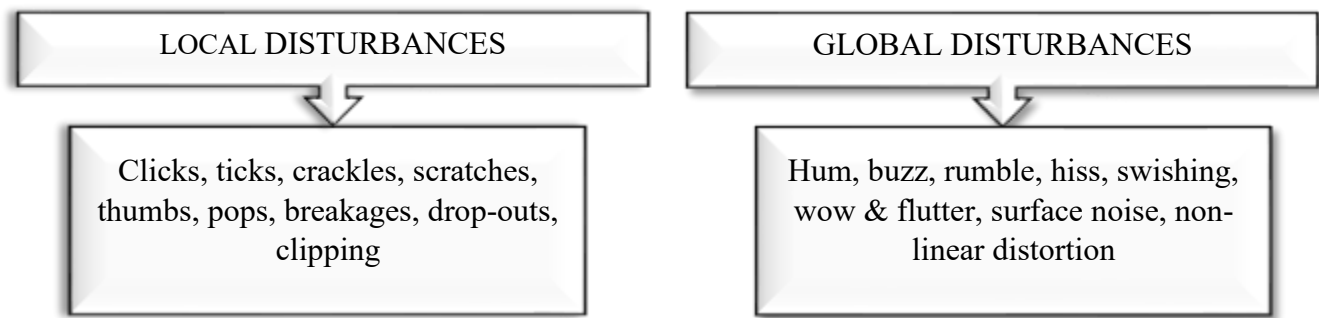 LOCAL DISTURBANCES
Clicks, ticks, crackles, scratches,
thumbs, pops, breakages, drop-outs,
clipping
GLOBAL DISTURBANCES
Hum, buzz, rumble, hiss, swishing,
wow & flutter, surface noise, non-
linear distortion